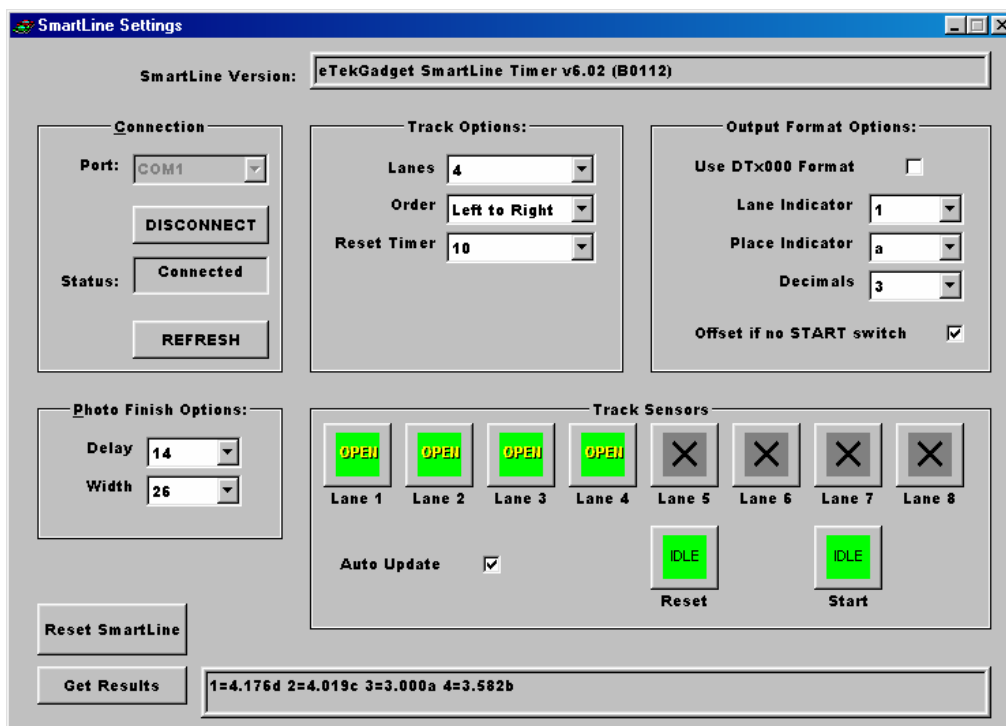 SmartLine Settings
SmartLine Version:
eTekGadget SmartLine Timer v6.02 (B0112)
Connection
Port:
COM1
DISCONNECT
Status:
Connected
REFRESH
Track Options:
Lanes
4
Order
Left to Right
Reset Timer
10
Output Format Options:
Use DTx000 Format
Lane Indicator
1
Place Indicator
a
Decimals
3
Offset if no START switch
Photo Finish Options:
Delay
14
Width
26
Track Sensors
OPEN OPEN OPEN OPEN
Lane 1 Lane 2 Lane 3 Lane 4 Lane 5 Lane 6 Lane 7 Lane 8
Auto Update
IDLE
Reset
IDLE
Start
Reset SmartLine
Get Results
1=4.176d 2=4.019c 3=3.000a 4=3.582b